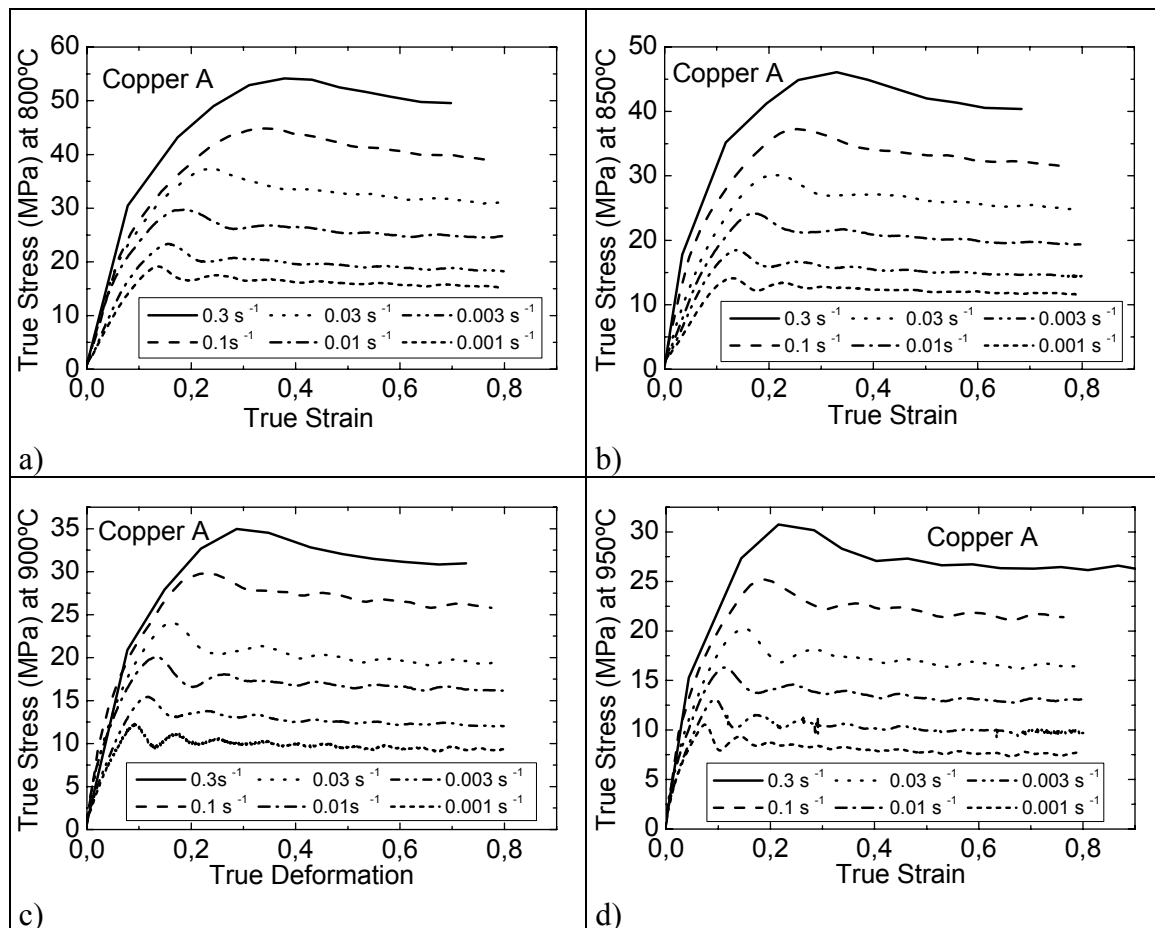 True Stress (MPa) at 800ºC
60
50
40
30
20
10
0
Copper A
0.3 s -1 0.03 s -1 0.003 s -1
0.1s -1 0.01 s -1 0.001 s -1
0,0 0,2 0,4 0,6 0,8
True Strain
a)
True Stress (MPa) at 850ºC
50
40
30
20
10
0
Copper A
0.3 s -1 0.03 s -1 0.003 s -1
0.1 s -1 0.01s -1 0.001 s -1
0,0 0,2 0,4 0,6 0,8
True Strain
b)
True Stress (MPa) at 900ºC
35
30
25
20
15
10
5
0
Copper A
0.3s -1 0.03 s -1 0.003 s -1
0.1 s -1 0.01s -1 0.001 s -1
0,0 0,2 0,4 0,6 0,8
True Deformation
c)
True Stress (MPa) at 950ºC
30
25
20
15
10
5
0
Copper A
0.3 s -1 0.03 s -1 0.003 s -1
0.1 s -1 0.01 s -1 0.001 s -1
0,0 0,2 0,4 0,6 0,8
True Strain
d)